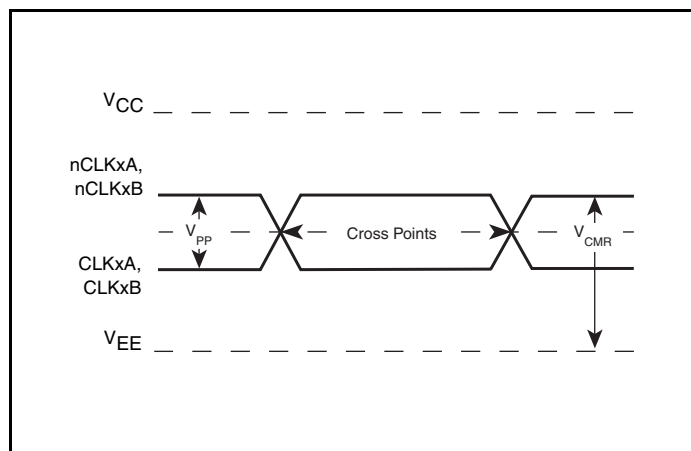 VCC
nCLKxA,
nCLKxB
VPP
Cross Points
VCMR
CLKxA,
CLKxB
VEE